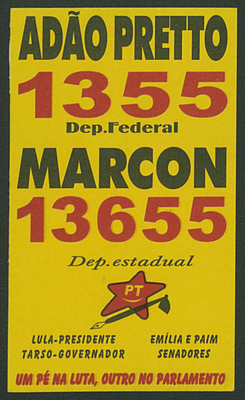 ADÃO PRETTO
1355
Dep.Federal
MARCON
13655
Dep.estadual
PT
LULA-PRESIDENTE
TARSO-GOVERNADOR
EMÍLIA E PAIM
SENADORES
UM PÉ NA LUTA, OUTRO NO PARLAMENTO